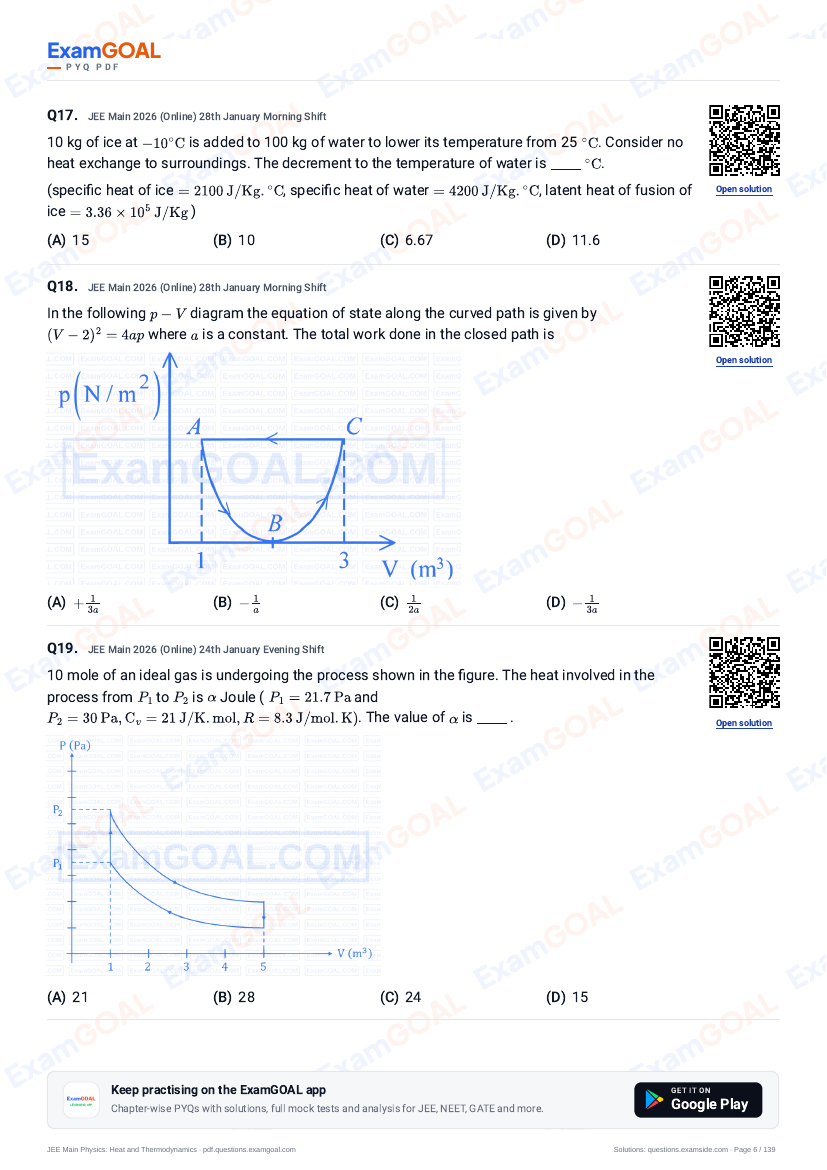 ExamGOAL
PYQ PDF
Q17. JEE Main 2026 (Online) 28th January Morning Shift
10 kg of ice at −10°C is added to 100 kg of water to lower its temperature from 25 °C. Consider no
heat exchange to surroundings. The decrement to the temperature of water is ____ °C.
(specific heat of ice = 2100 J/Kg. °C, specific heat of water = 4200 J/Kg. °C, latent heat of fusion of
ice = 3.36 × 10⁵ J/Kg )
Open solution
(A) 15 (B) 10 (C) 6.67 (D) 11.6
Q18. JEE Main 2026 (Online) 28th January Morning Shift
In the following p − V diagram the equation of state along the curved path is given by
(V − 2)² = 4ap where a is a constant. The total work done in the closed path is
Open solution
p(N / m²)
A C
B
1 3 V (m³)
ExamGOAL.COM
(A) +1/3a (B) −1/a (C) 1/2a (D) −1/3a
Q19. JEE Main 2026 (Online) 24th January Evening Shift
10 mole of an ideal gas is undergoing the process shown in the figure. The heat involved in the
process from P₁ to P₂ is α Joule ( P₁ = 21.7 Pa and
P₂ = 30 Pa, Cᵥ = 21 J/K. mol, R = 8.3 J/mol. K). The value of α is ____ .
Open solution
P (Pa)
P₂
P₁
ExamGOAL.COM
1 2 3 4 5 V (m³)
(A) 21 (B) 28 (C) 24 (D) 15
ExamGOAL
Keep practising on the ExamGOAL app
Chapter-wise PYQs with solutions, full mock tests and analysis for JEE, NEET, GATE and more.
GET IT ON
Google Play
JEE Main Physics: Heat and Thermodynamics · pdf.questions.examgoal.com Solutions: questions.examside.com · Page 6 / 139